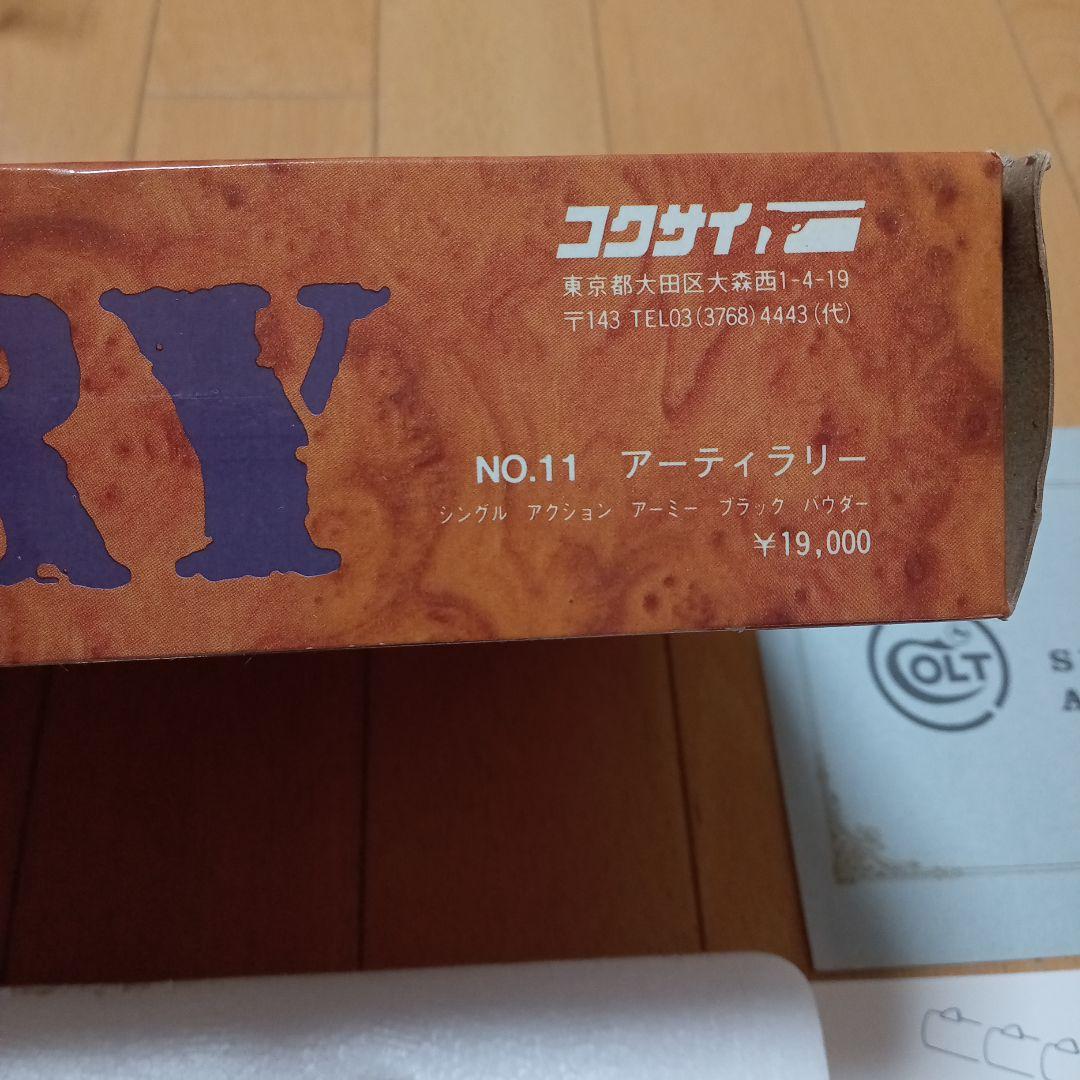 コクサイ
東京都大田区大森西1-4-19
〒143 TEL03(3768)4443(代)
RY
NO.11 アーティラリー
シングル アクション アーミー ブラック パウダー
¥19,000
COLT
S
A